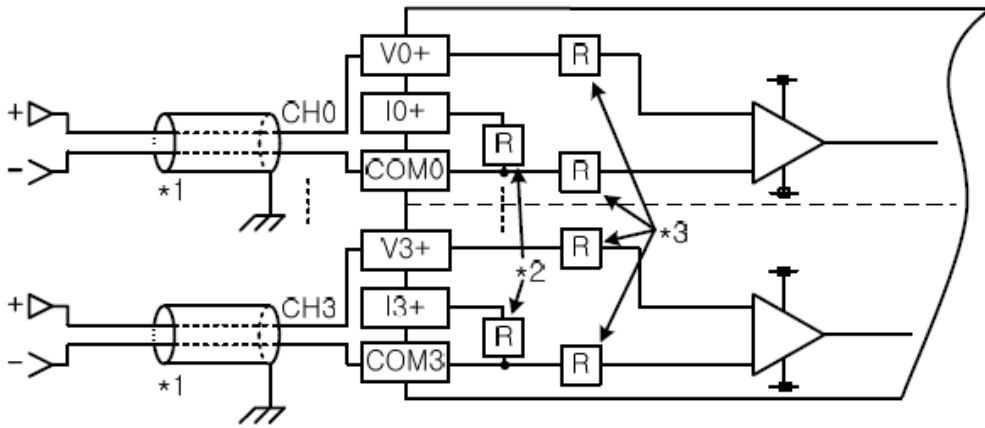 V0+ R
+ CH0 I0+
R
- COM0 R
*1
V3+ R *3
*2
+ CH3 I3+
R
- COM3 R
*1